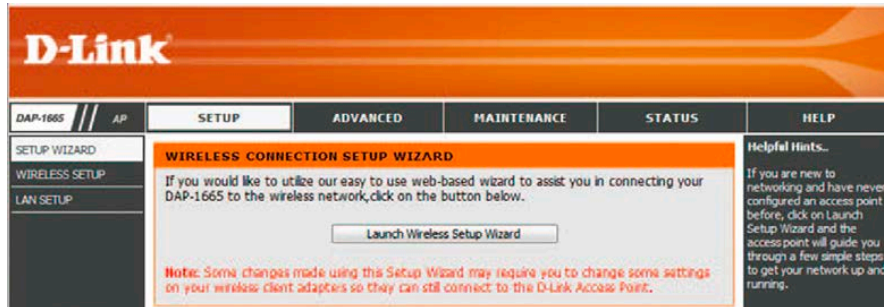 D-Link
DAP-1665 // AP SETUP ADVANCED MAINTENANCE STATUS HELP
SETUP WIZARD
WIRELESS SETUP
LAN SETUP
WIRELESS CONNECTION SETUP WIZARD
If you would like to utilize our easy to use web-based wizard to assist you in connecting your
DAP-1665 to the wireless network,click on the button below.
Launch Wireless Setup Wizard
Note: Some changes made using this Setup Wizard may require you to change some settings
on your wireless client adapters so they can still connect to the D-Link Access Point.
Helpful Hints..
If you are new to
networking and have never
configured an access point
before, click on Launch
Setup Wizard and the
access point will guide you
through a few simple steps
to get your network up and
running.